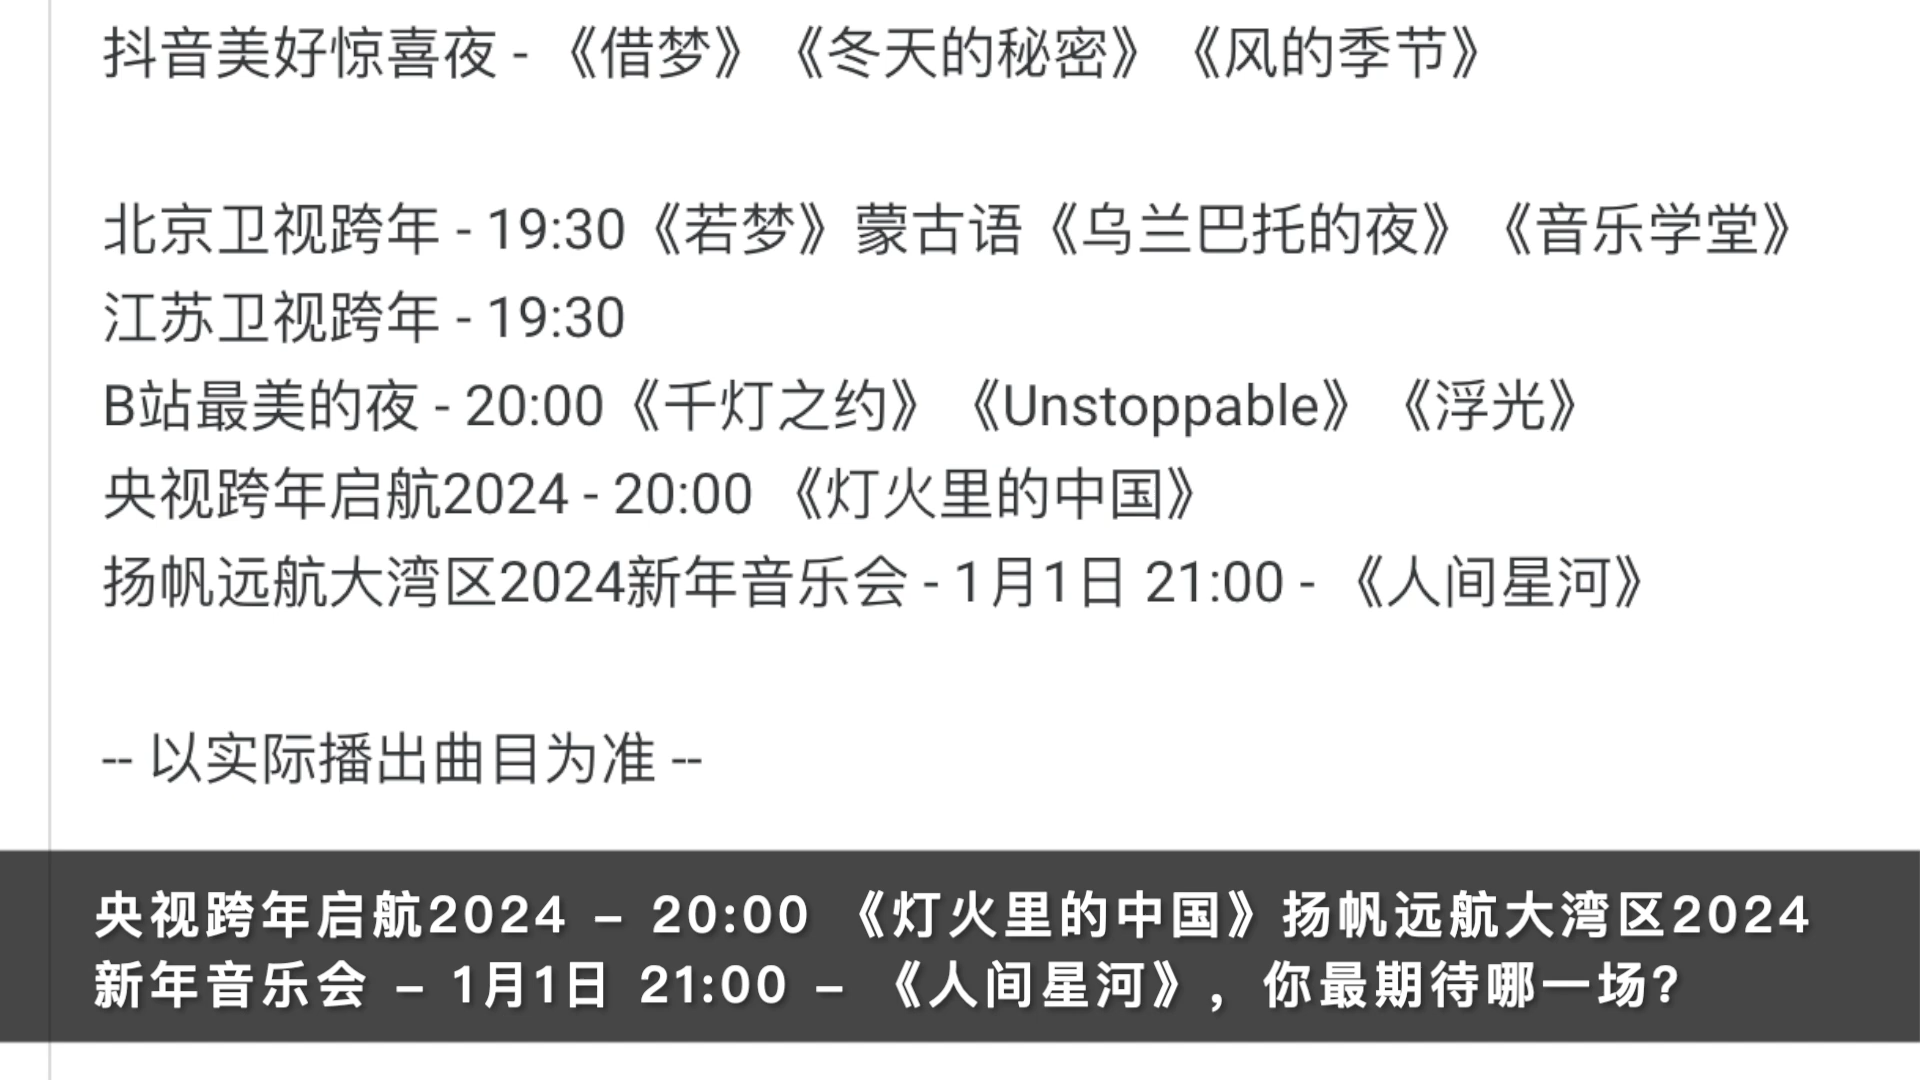 抖音美好惊喜夜 - 《借梦》《冬天的秘密》《风的季节》
北京卫视跨年 - 19:30《若梦》蒙古语《乌兰巴托的夜》《音乐学堂》
江苏卫视跨年 - 19:30
B站最美的夜 - 20:00《千灯之约》《Unstoppable》《浮光》
央视跨年启航2024 - 20:00 《灯火里的中国》
扬帆远航大湾区2024新年音乐会 - 1月1日 21:00 - 《人间星河》
-- 以实际播出曲目为准 --
央视跨年启航2024 – 20:00 《灯火里的中国》扬帆远航大湾区2024
新年音乐会 – 1月1日 21:00 – 《人间星河》，你最期待哪一场？